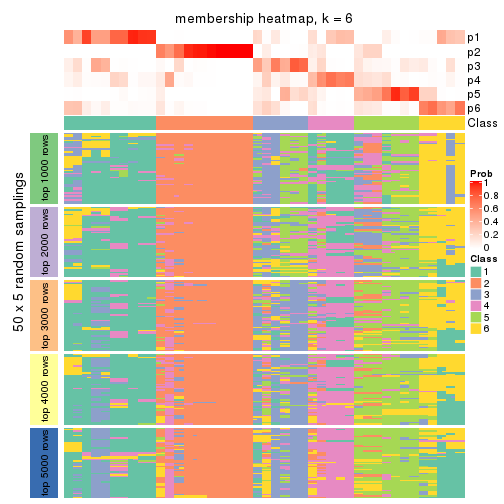 membership heatmap, k = 6
p1
p2
p3
p4
p5
p6
Class
50 x 5 random samplings
top 1000 rows
top 2000 rows
top 3000 rows
top 4000 rows
top 5000 rows
Prob
1
0.8
0.6
0.4
0.2
0
Class
1
2
3
4
5
6